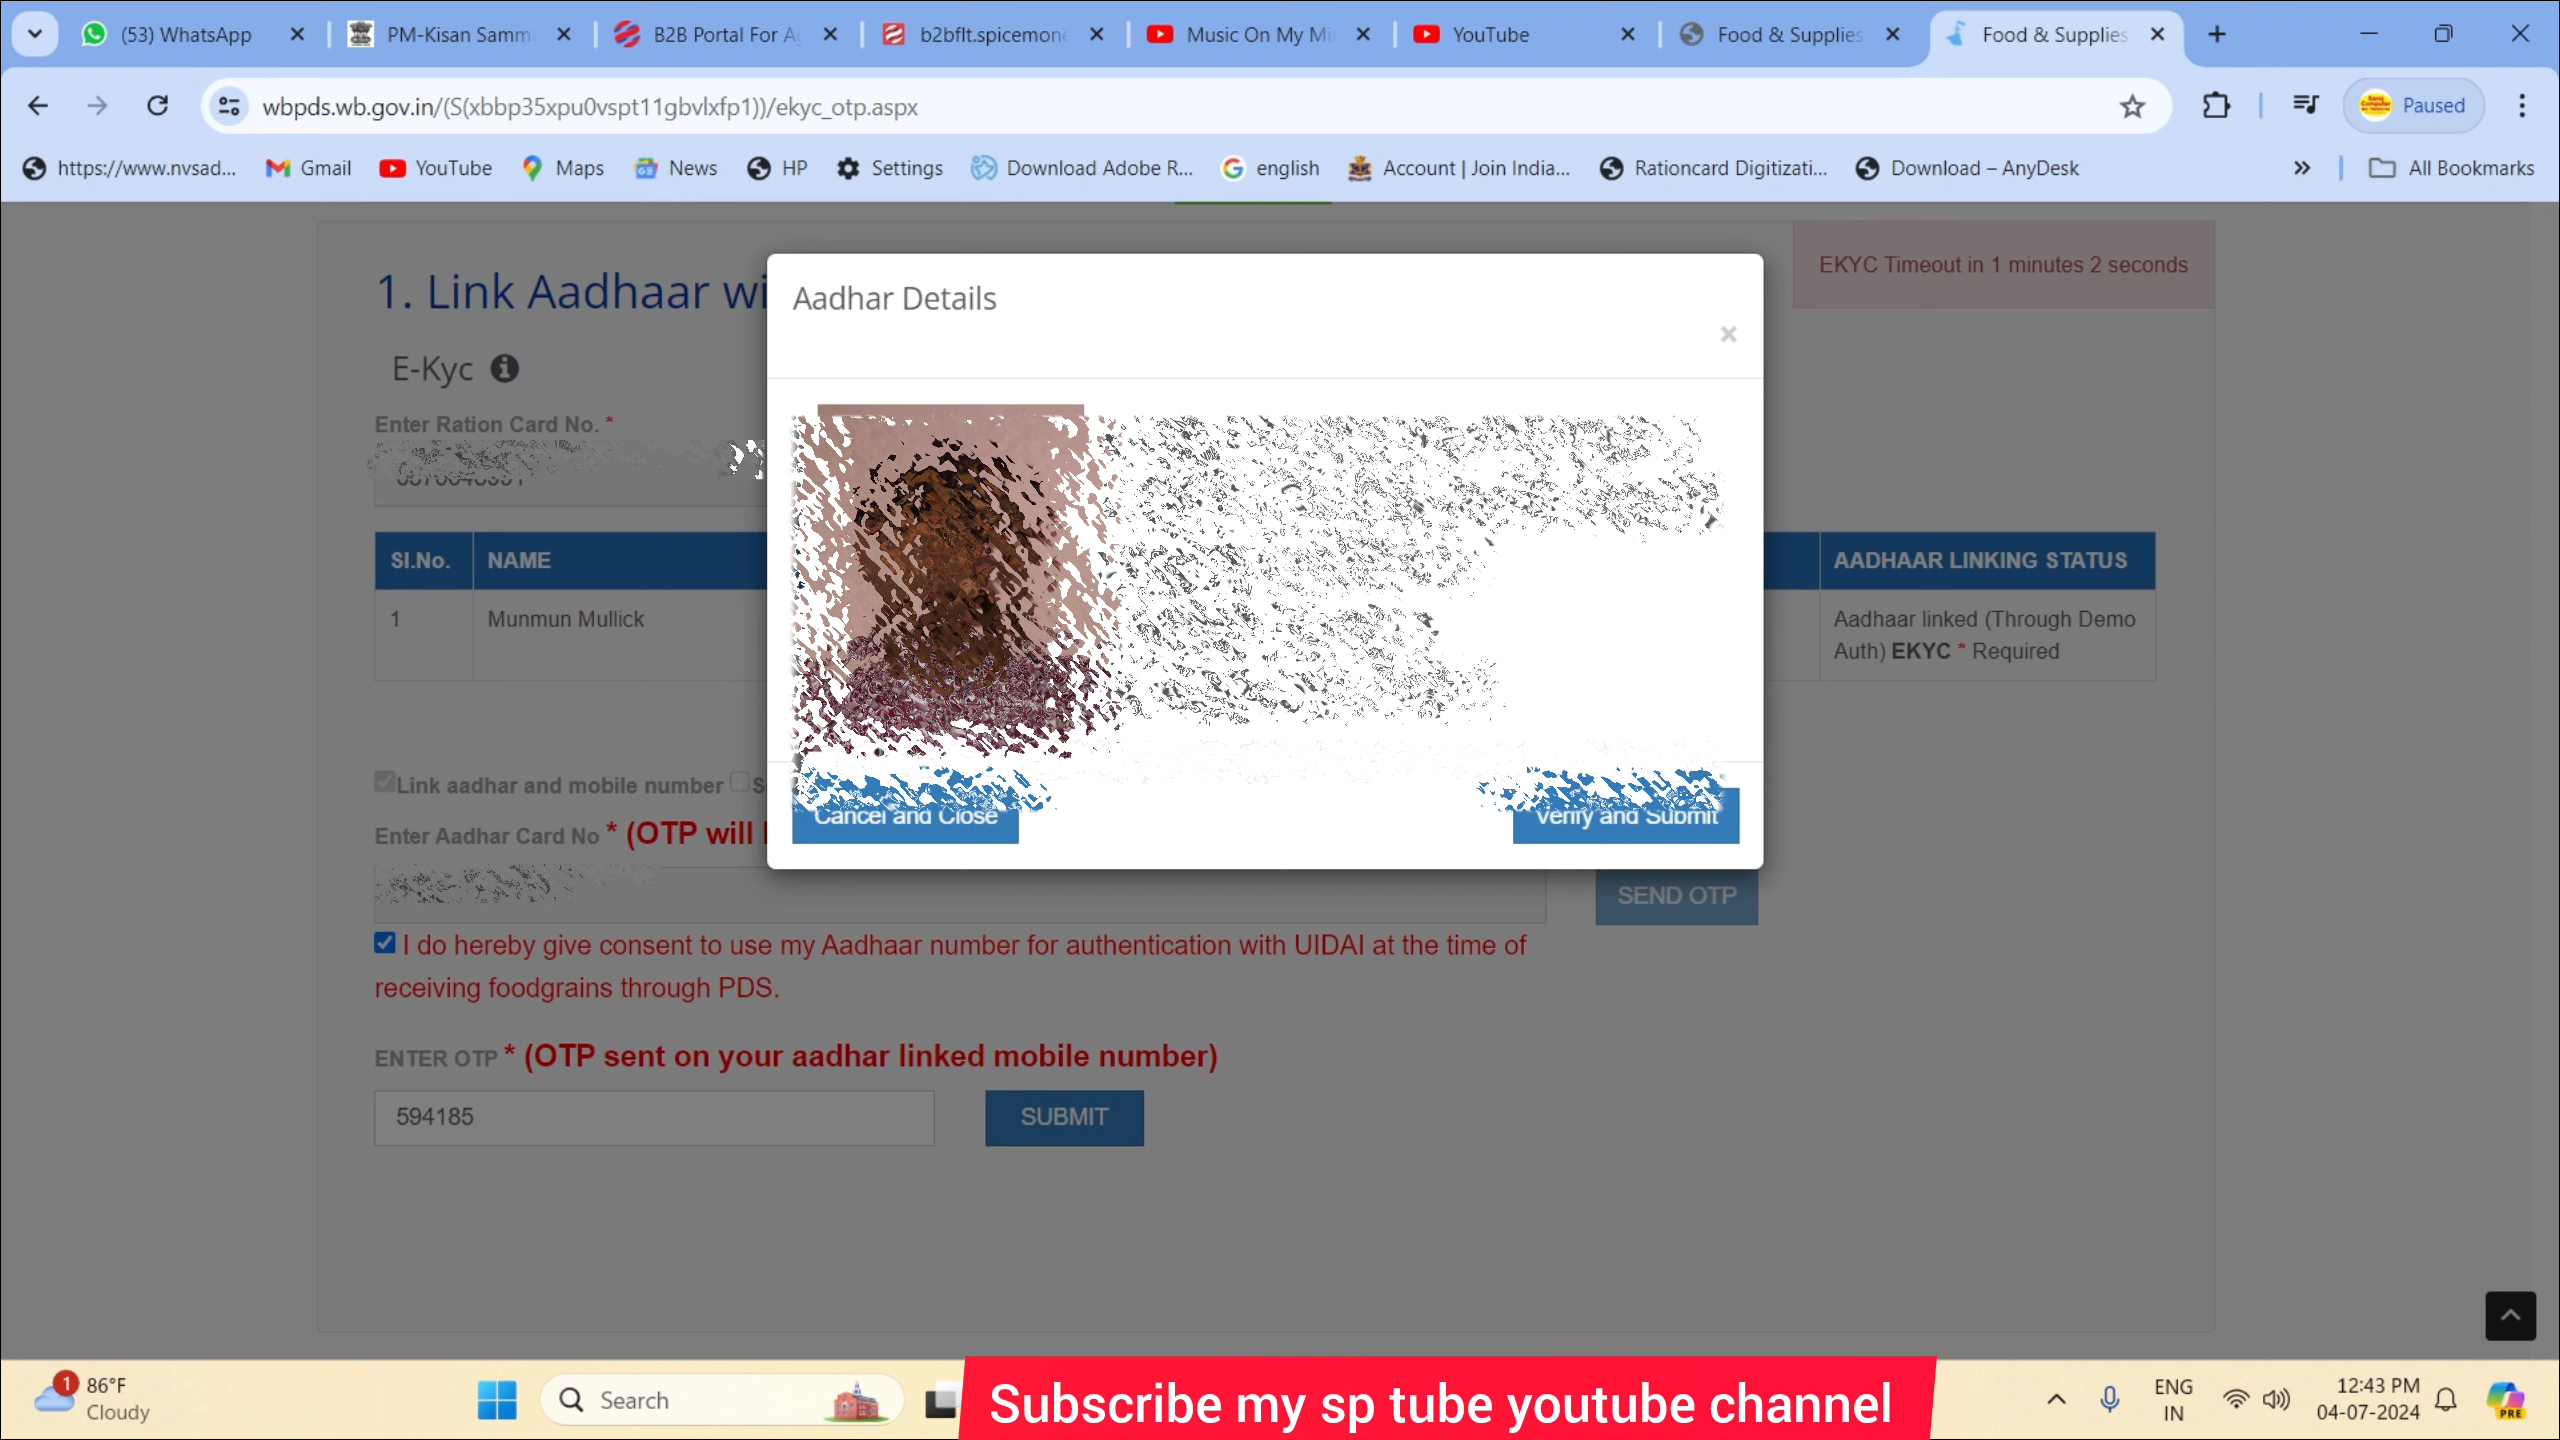 (53) WhatsApp
PM-Kisan Samma
B2B Portal For Ag
b2bflt.spicemone
Music On My Mi
YouTube
Food & Supplies
Food & Supplies
wbpds.wb.gov.in/(S(xbbp35xpu0vspt11gbvlxfp1))/ekyc_otp.aspx
Paused
https://www.nvsad...
Gmail
YouTube
Maps
News
HP
Settings
Download Adobe R...
english
Account | Join India...
Rationcard Digitizati...
Download – AnyDesk
All Bookmarks
EKYC Timeout in 1 minutes 2 seconds
1. Link Aadhaar wi
Aadhar Details
E-Kyc
Enter Ration Card No. *
Sl.No. NAME AADHAAR LINKING STATUS
1 Munmun Mullick Aadhaar linked (Through Demo
Auth) EKYC * Required
Link aadhar and mobile number S
Cancel and Close
Verify and Submit
Enter Aadhar Card No * (OTP will
SEND OTP
I do hereby give consent to use my Aadhaar number for authentication with UIDAI at the time of
receiving foodgrains through PDS.
ENTER OTP * (OTP sent on your aadhar linked mobile number)
594185
SUBMIT
1
86°F
Cloudy
Search
Subscribe my sp tube youtube channel
ENG
IN
12:43 PM
04-07-2024
PRE